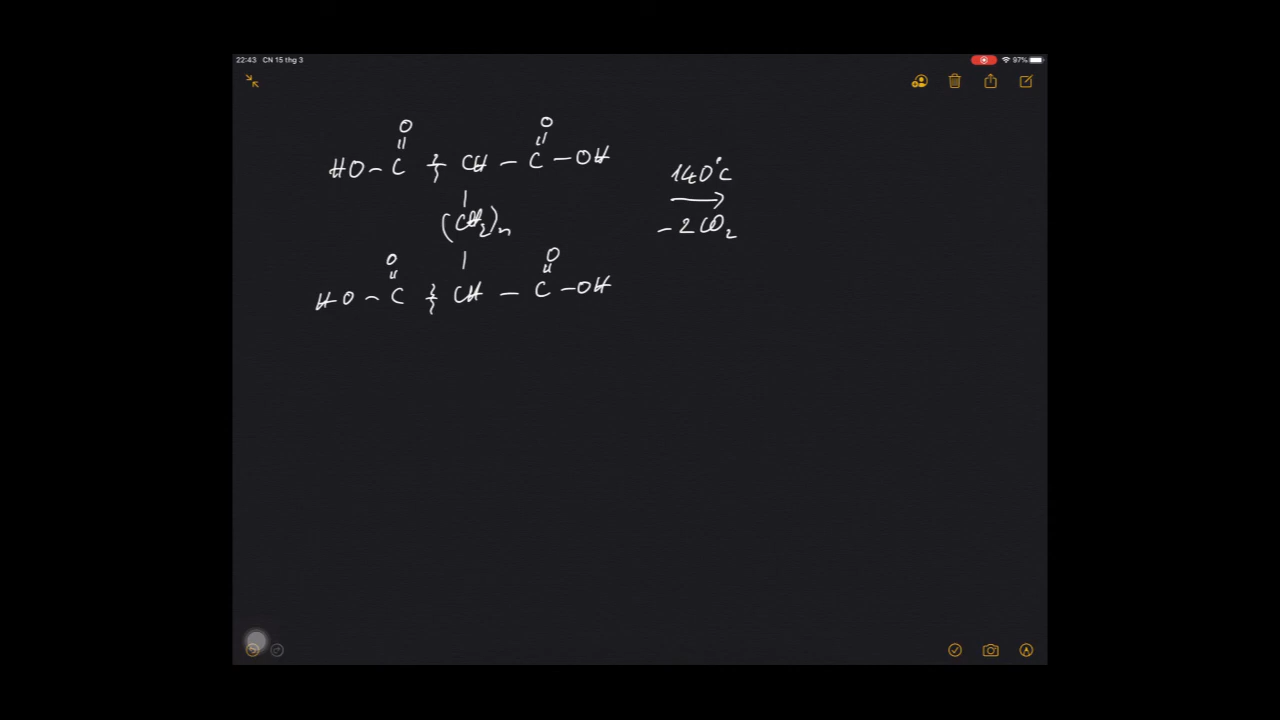 22:43 CN 15 thg 3 97%
O O
HO – C – CH – C – OH
140°C
(CH₂)n
– 2CO₂
O O
HO – C – CH – C – OH